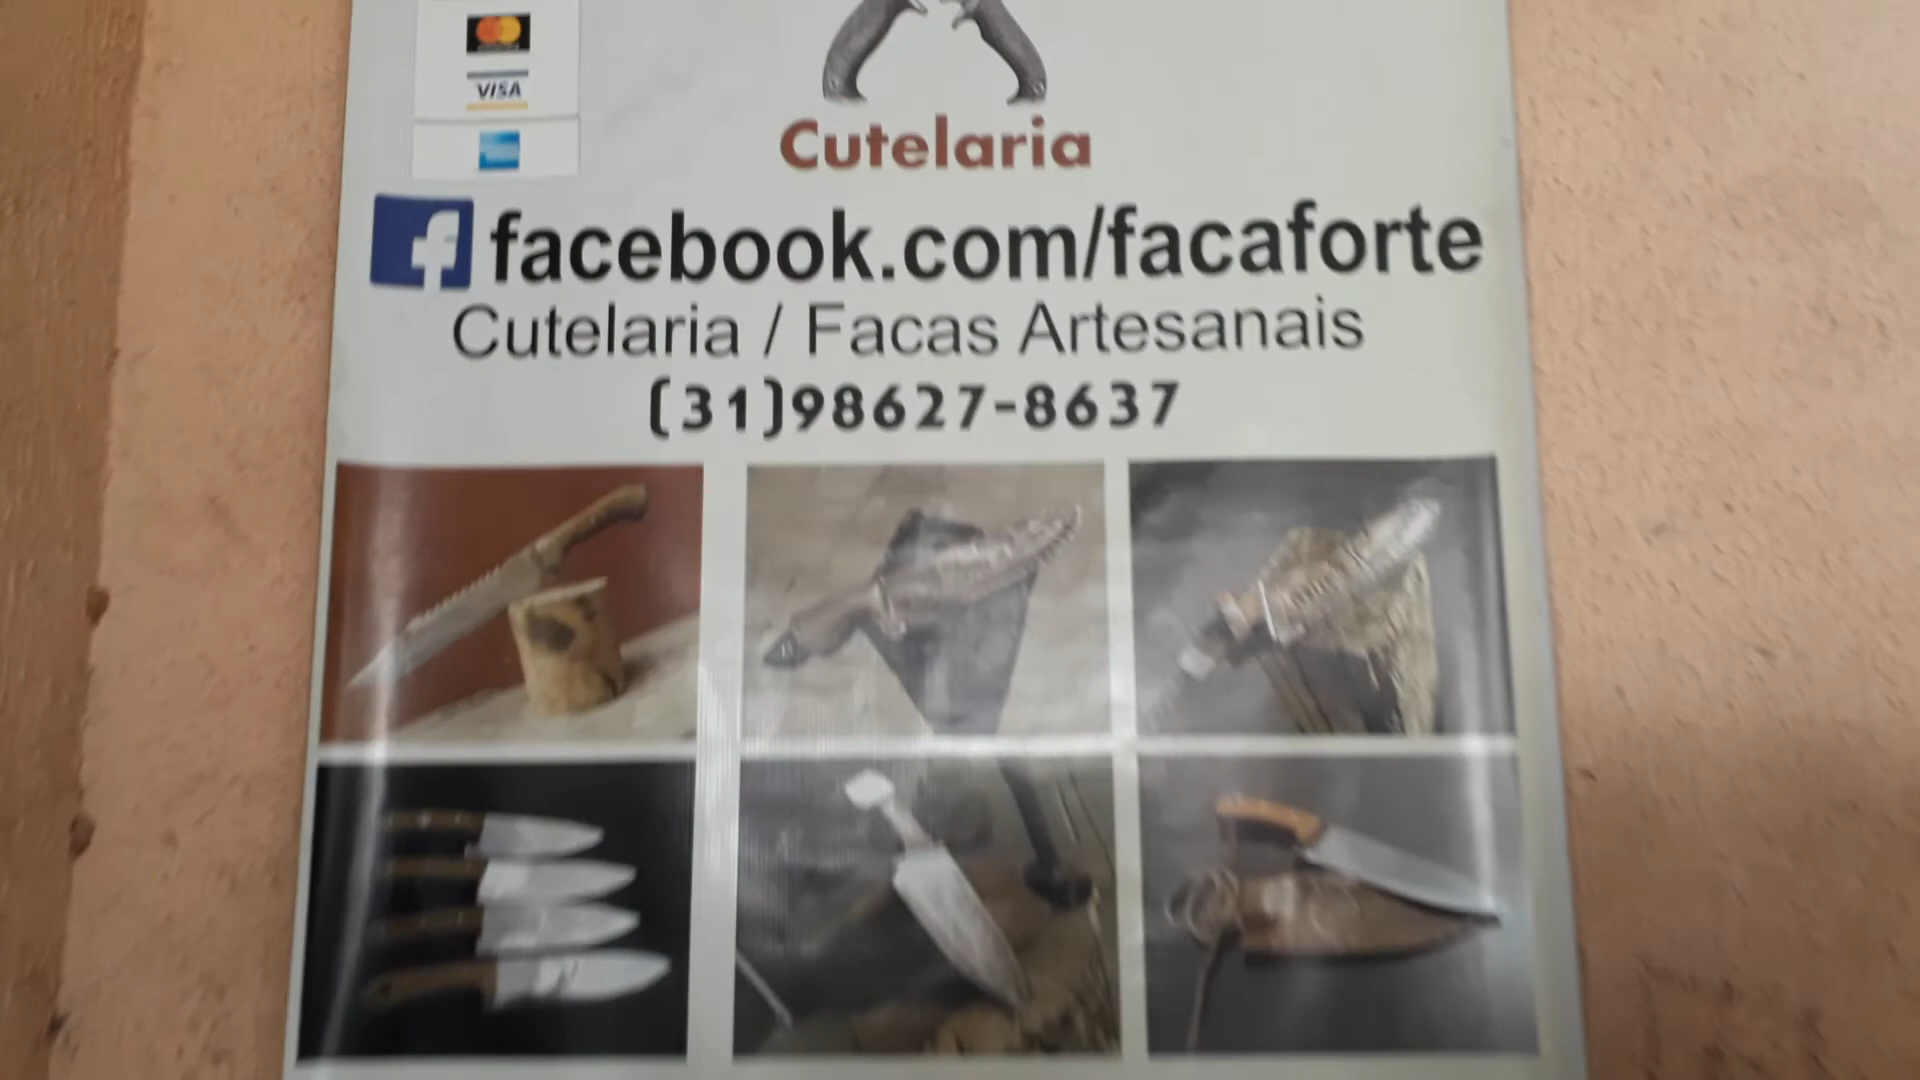 VISA
Cutelaria
facebook.com/facaforte
Cutelaria / Facas Artesanais
(31)98627-8637